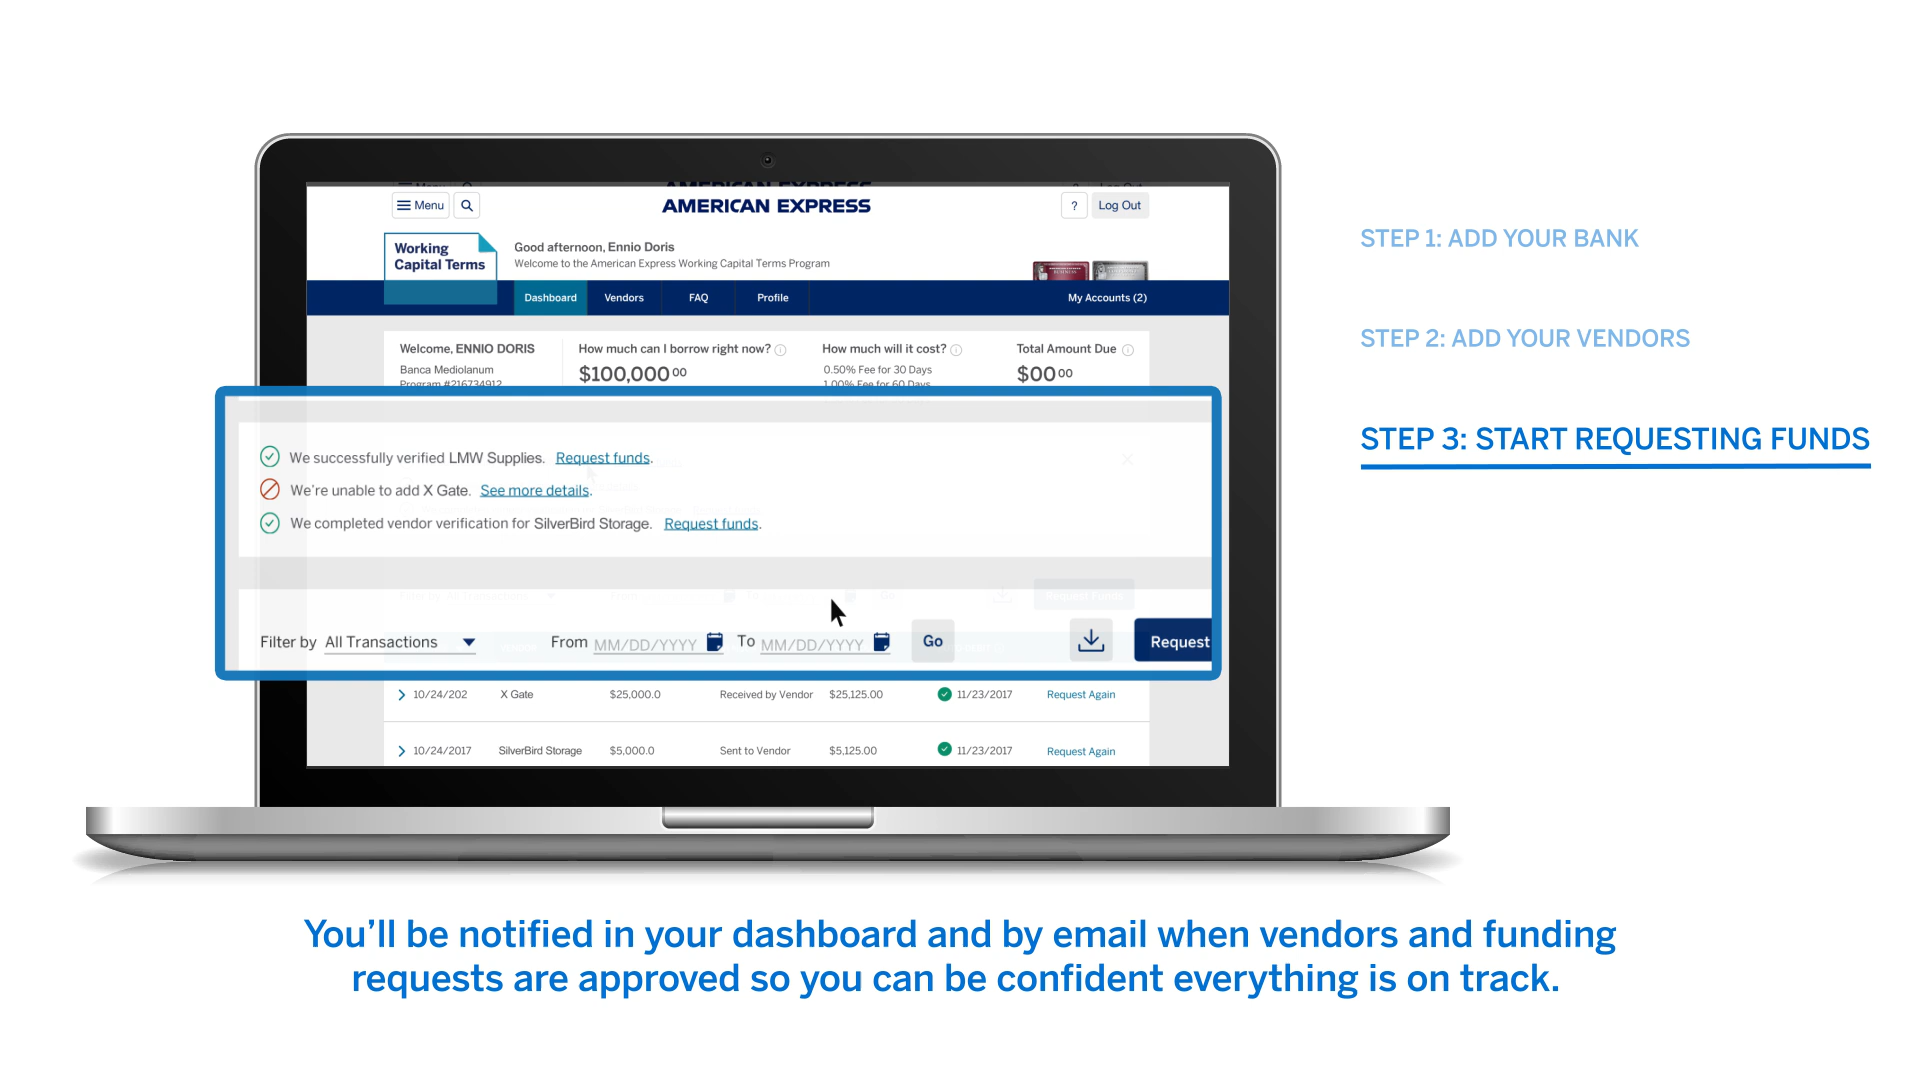 Menu
AMERICAN EXPRESS
?
Log Out
Working
Capital Terms
Good afternoon, Ennio Doris
Welcome to the American Express Working Capital Terms Program
Dashboard
Vendors
FAQ
Profile
My Accounts (2)
Welcome, ENNIO DORIS
Banca Mediolanum
Program #216734912
How much can I borrow right now?
$100,000 00
How much will it cost?
0.50% Fee for 30 Days
1.00% Fee for 60 Days
Total Amount Due
$00 00
We successfully verified LMW Supplies. Request funds.
We're unable to add X Gate. See more details.
We completed vendor verification for SilverBird Storage. Request funds.
Filter by All Transactions From MM/DD/YYYY To MM/DD/YYYY Go Request
10/24/202 X Gate $25,000.0 Received by Vendor $25,125.00 11/23/2017 Request Again
10/24/2017 SilverBird Storage $5,000.0 Sent to Vendor $5,125.00 11/23/2017 Request Again
STEP 1: ADD YOUR BANK
STEP 2: ADD YOUR VENDORS
STEP 3: START REQUESTING FUNDS
You'll be notified in your dashboard and by email when vendors and funding
requests are approved so you can be confident everything is on track.